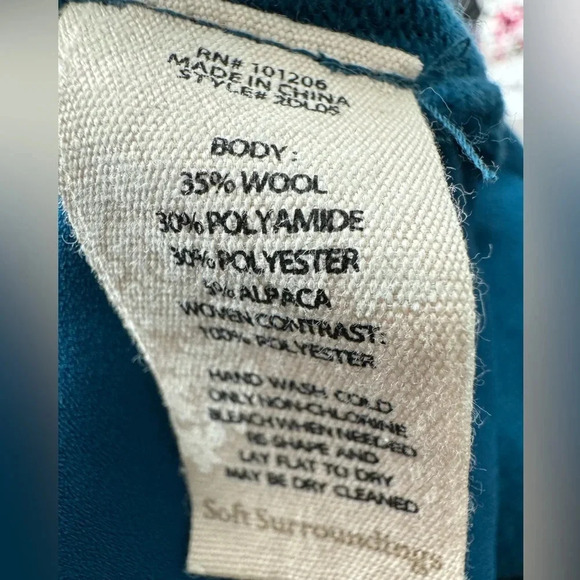 RN# 101206
MADE IN CHINA
STYLE# 2DL05
BODY:
35% WOOL
30% POLYAMIDE
30% POLYESTER
5% ALPACA
WOVEN CONTRAST:
100% POLYESTER
HAND WASH COLD
ONLY NON-CHLORINE
BLEACH WHEN NEEDED
RE-SHAPE AND
LAY FLAT TO DRY
MAY BE DRY CLEANED
Soft Surroundings